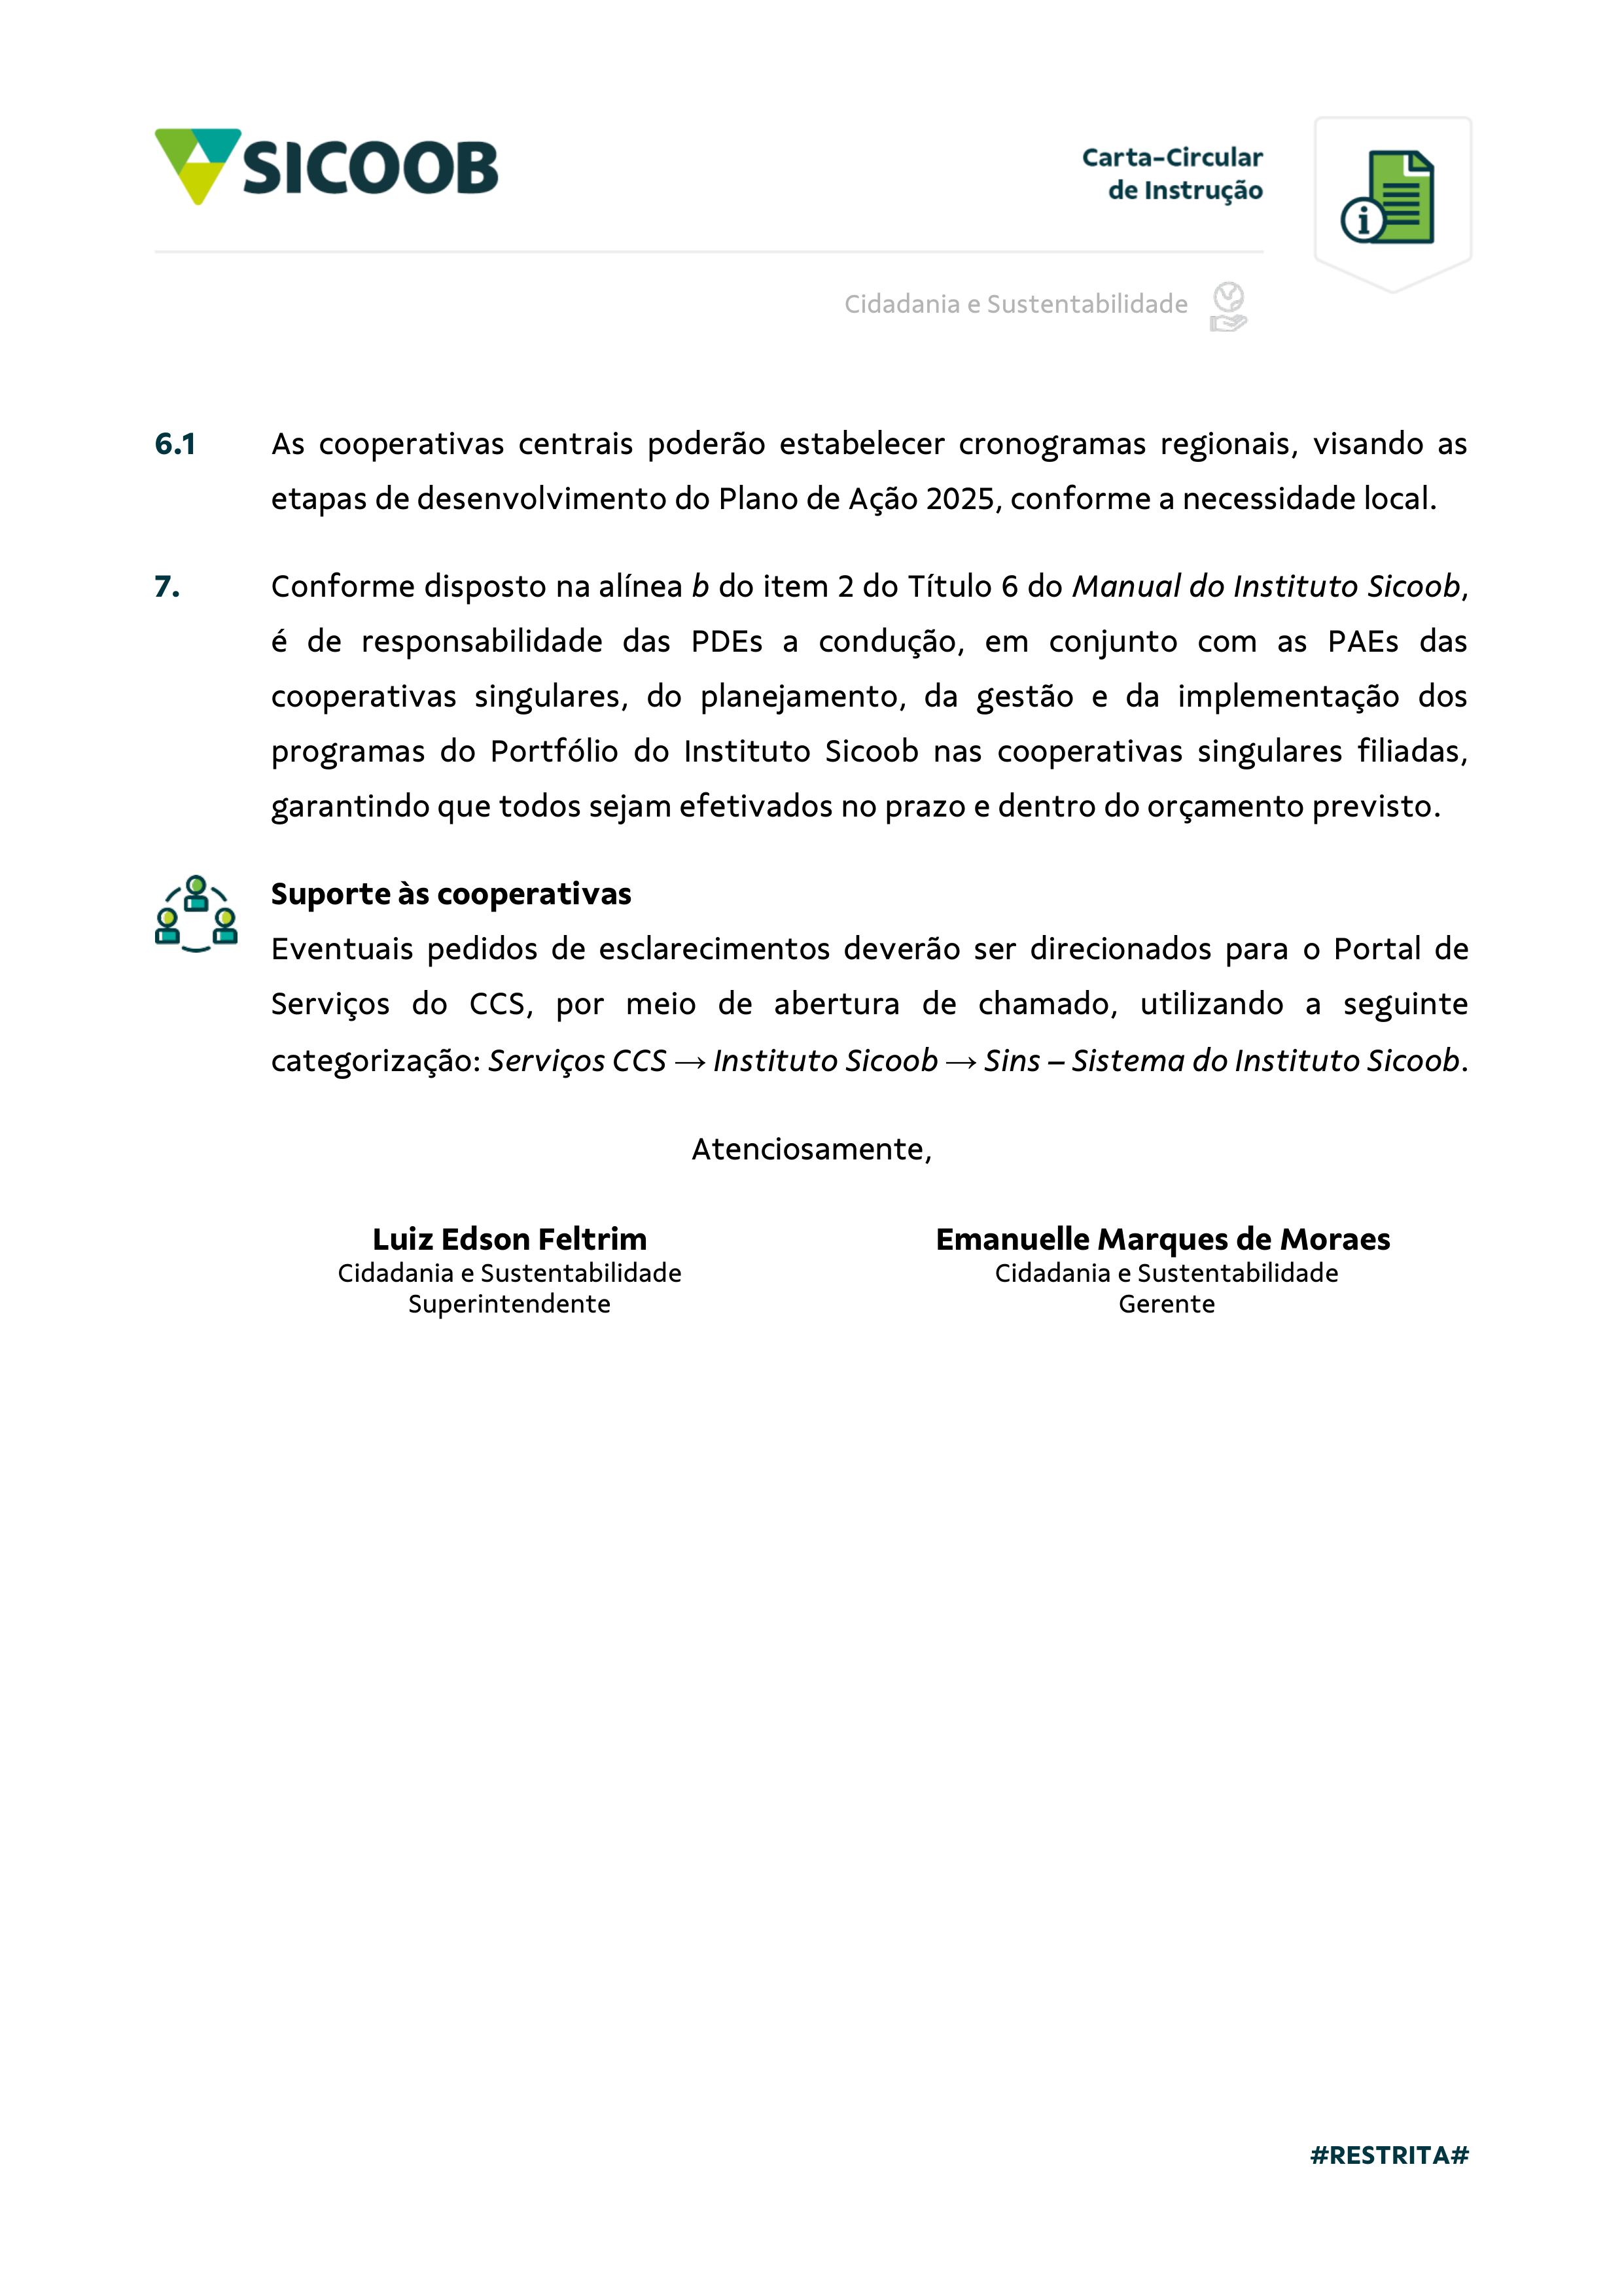 SICOOB
Carta-Circular
de Instrução
Cidadania e Sustentabilidade
6.1 As cooperativas centrais poderão estabelecer cronogramas regionais, visando as
etapas de desenvolvimento do Plano de Ação 2025, conforme a necessidade local.
7. Conforme disposto na alínea b do item 2 do Título 6 do Manual do Instituto Sicoob,
é de responsabilidade das PDEs a condução, em conjunto com as PAEs das
cooperativas singulares, do planejamento, da gestão e da implementação dos
programas do Portfólio do Instituto Sicoob nas cooperativas singulares filiadas,
garantindo que todos sejam efetivados no prazo e dentro do orçamento previsto.
Suporte às cooperativas
Eventuais pedidos de esclarecimentos deverão ser direcionados para o Portal de
Serviços do CCS, por meio de abertura de chamado, utilizando a seguinte
categorização: Serviços CCS → Instituto Sicoob → Sins – Sistema do Instituto Sicoob.
Atenciosamente,
Luiz Edson Feltrim
Cidadania e Sustentabilidade
Superintendente
Emanuelle Marques de Moraes
Cidadania e Sustentabilidade
Gerente
#RESTRITA#